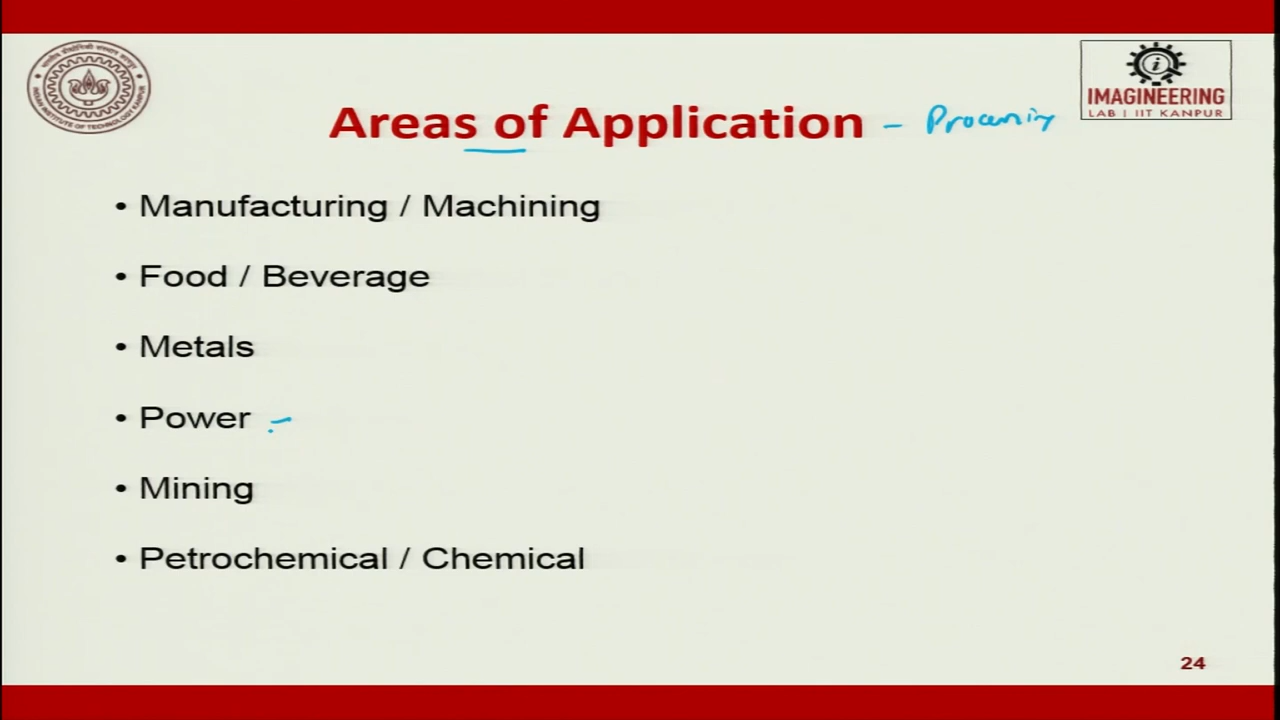 Areas of Application - Processing
IMAGINEERING
LAB | IIT KANPUR
• Manufacturing / Machining
• Food / Beverage
• Metals
• Power :-
• Mining
• Petrochemical / Chemical
24